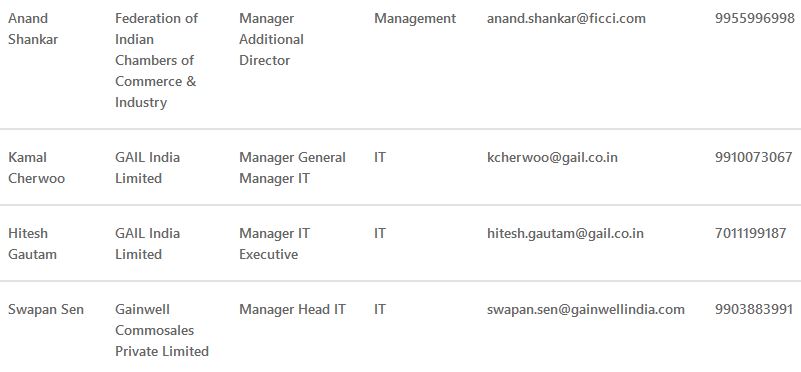 Anand Shankar Federation of Indian Chambers of Commerce & Industry Manager Additional Director Management anand.shankar@ficci.com 9955996998
Kamal Cherwoo GAIL India Limited Manager General Manager IT IT kcherwoo@gail.co.in 9910073067
Hitesh Gautam GAIL India Limited Manager IT Executive IT hitesh.gautam@gail.co.in 7011199187
Swapan Sen Gainwell Commosales Private Limited Manager Head IT IT swapan.sen@gainwellindia.com 9903883991